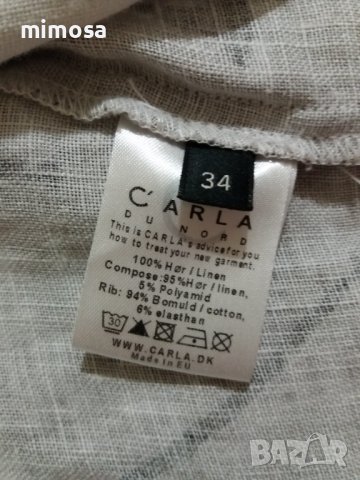 mimosa
34
C'ARLA
DU NORD
This is CARLA's advice for you
how to treat your new garment.
100% Hør / Linen
Compose: 95% Hør / linen,
5% Polyamid
Rib: 94% Bomuld / cotton,
6% elasthan
30
WWW.CARLA.DK
Made in EU
BAZAR